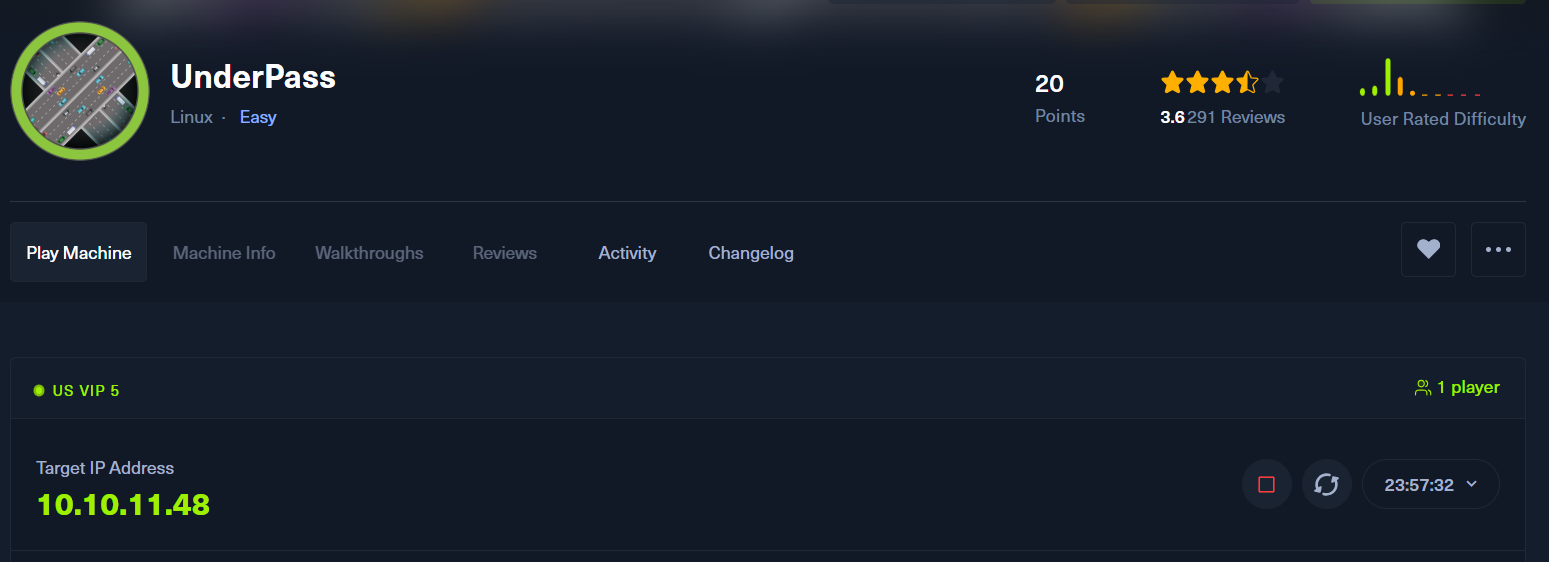 UnderPass
Linux · Easy
20
Points
3.6 291 Reviews
User Rated Difficulty
Play Machine
Machine Info
Walkthroughs
Reviews
Activity
Changelog
US VIP 5
1 player
Target IP Address
10.10.11.48
23:57:32